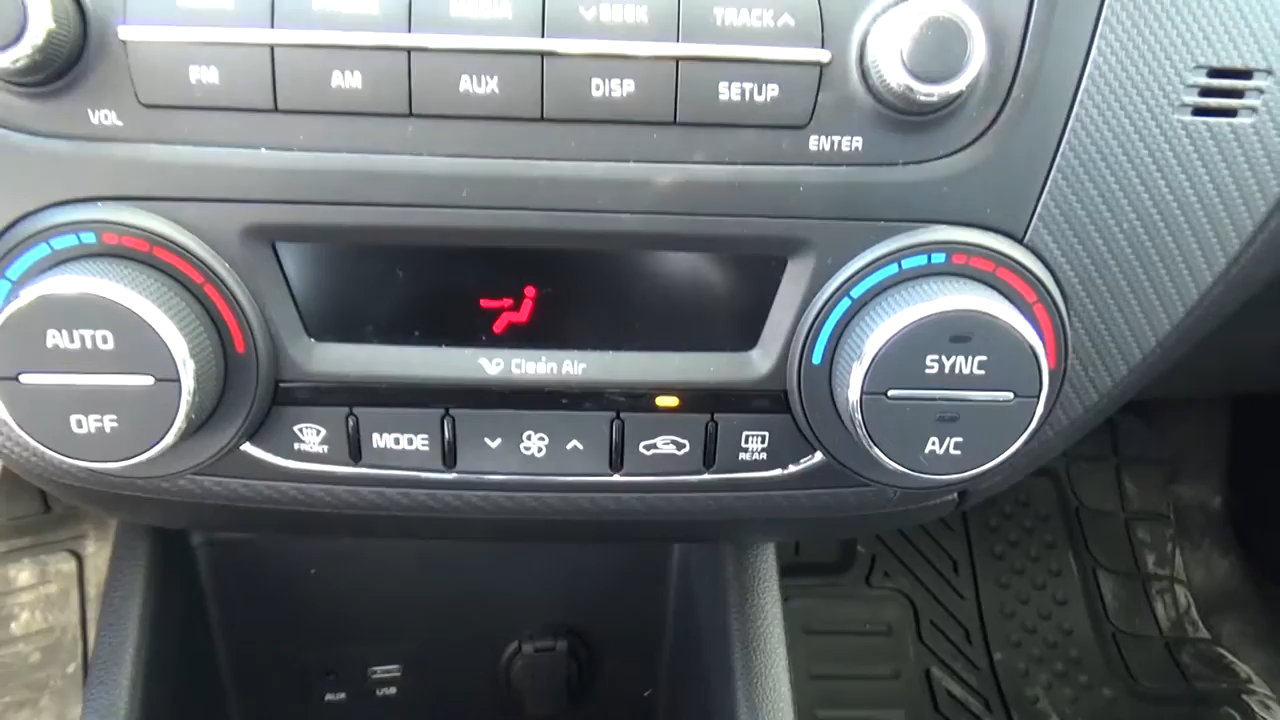 MEDIA
SEEK
TRACK
FM
AM
AUX
DISP
SETUP
VOL
ENTER
AUTO
OFF
Clean Air
FRONT
MODE
REAR
SYNC
A/C
AUX
USB